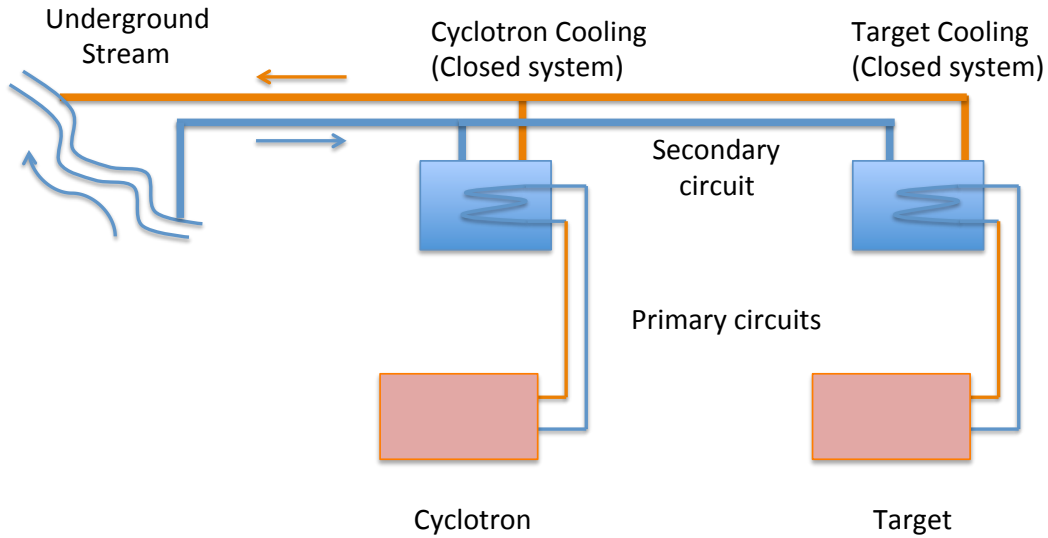 Underground
Stream
Cyclotron Cooling
(Closed system)
Target Cooling
(Closed system)
Secondary
circuit
Primary circuits
Cyclotron
Target